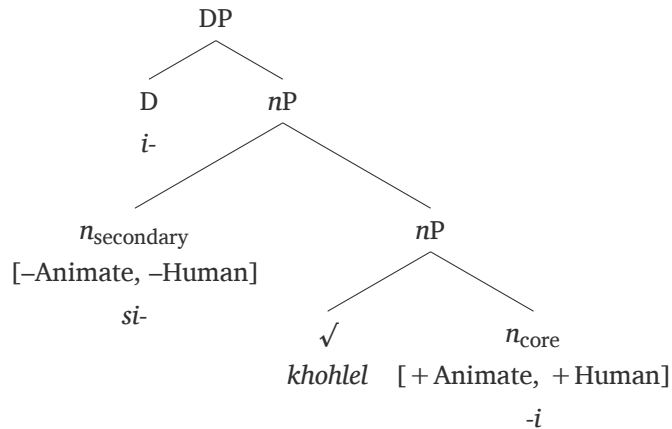 DP
D nP
i-
nsecondary nP
[–Animate, –Human]
si- √ ncore
khohlel [+Animate, +Human]
-i